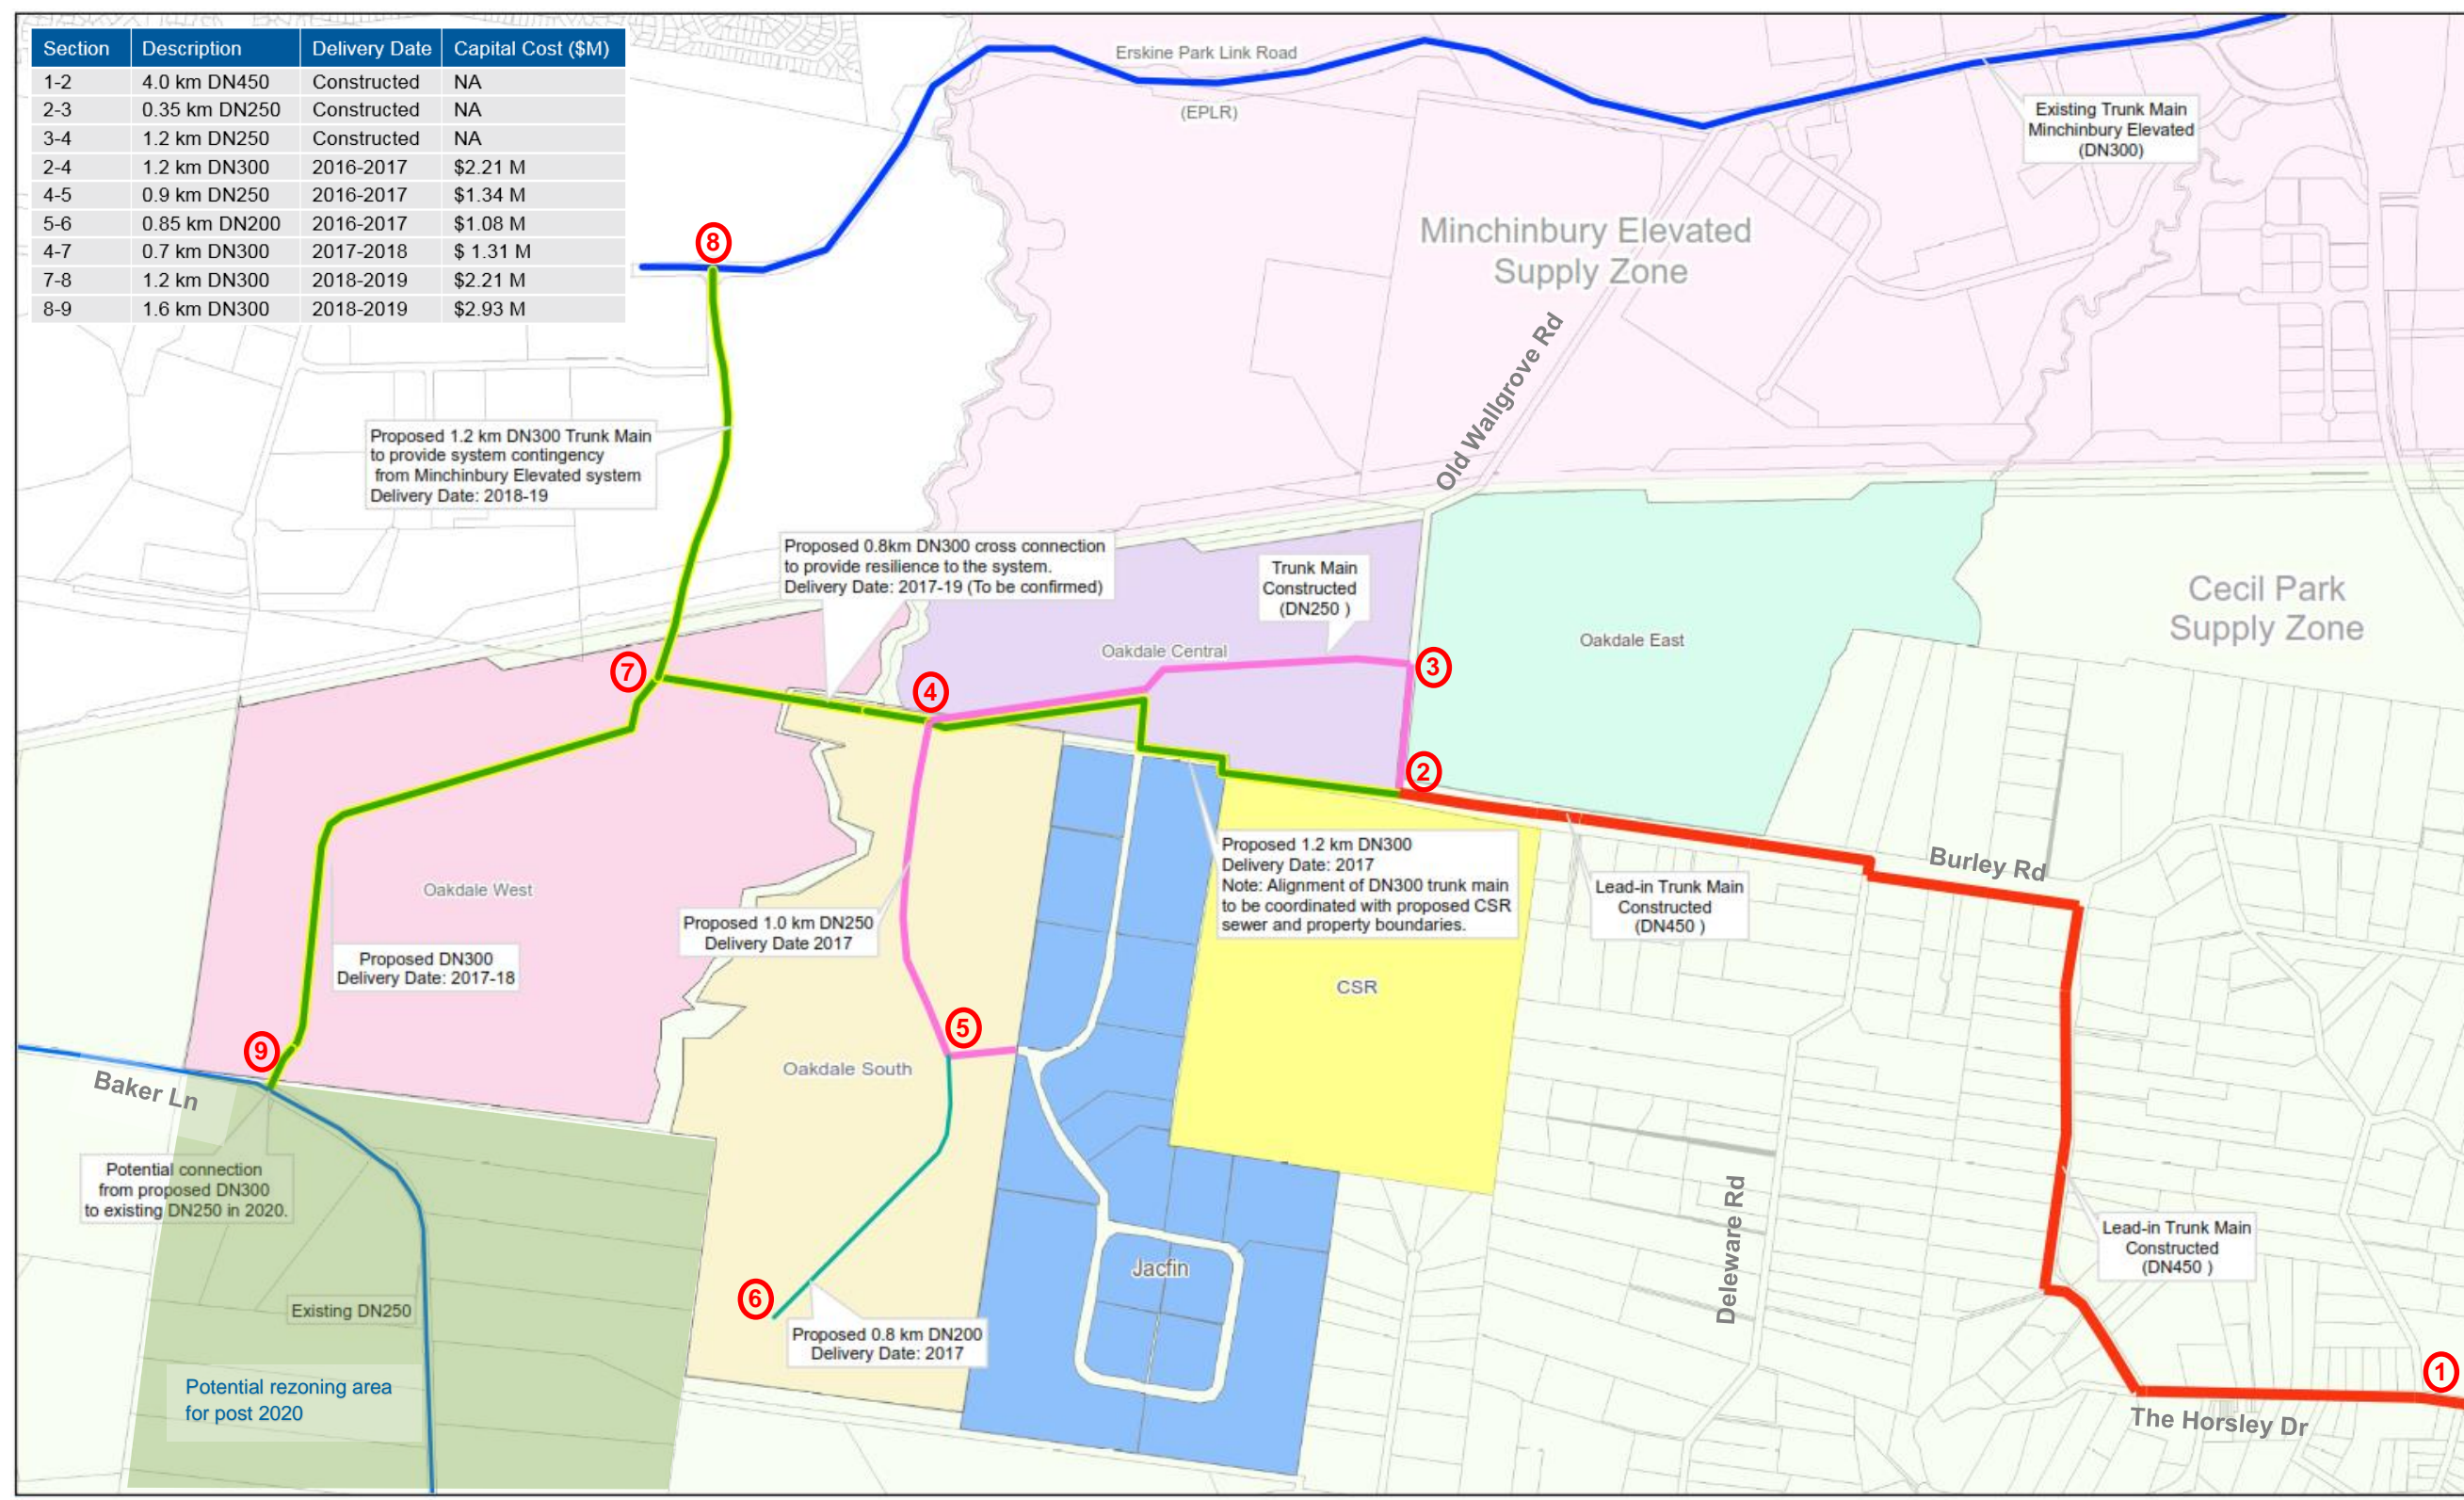 Section Description Delivery Date Capital Cost ($M)
1-2 4.0 km DN450 Constructed NA
2-3 0.35 km DN250 Constructed NA
3-4 1.2 km DN250 Constructed NA
2-4 1.2 km DN300 2016-2017 $2.21 M
4-5 0.9 km DN250 2016-2017 $1.34 M
5-6 0.85 km DN200 2016-2017 $1.08 M
4-7 0.7 km DN300 2017-2018 $ 1.31 M
7-8 1.2 km DN300 2018-2019 $2.21 M
8-9 1.6 km DN300 2018-2019 $2.93 M
Erskine Park Link Road
(EPLR)
Existing Trunk Main
Minchinbury Elevated
(DN300)
Minchinbury Elevated
Supply Zone
8
Old Wallgrove Rd
Proposed 1.2 km DN300 Trunk Main
to provide system contingency
from Minchinbury Elevated system
Delivery Date: 2018-19
Proposed 0.8km DN300 cross connection
to provide resilience to the system.
Delivery Date: 2017-19 (To be confirmed)
Trunk Main
Constructed
(DN250 )
Cecil Park
Supply Zone
Oakdale Central
Oakdale East
7
4
3
2
Proposed 1.2 km DN300
Delivery Date: 2017
Note: Alignment of DN300 trunk main
to be coordinated with proposed CSR
sewer and property boundaries.
Burley Rd
Lead-in Trunk Main
Constructed
(DN450 )
Oakdale West
Proposed 1.0 km DN250
Delivery Date 2017
Proposed DN300
Delivery Date: 2017-18
CSR
5
9
Oakdale South
Baker Ln
Potential connection
from proposed DN300
to existing DN250 in 2020.
Deleware Rd
Lead-in Trunk Main
Constructed
(DN450 )
Jacfin
6
Existing DN250
Proposed 0.8 km DN200
Delivery Date: 2017
1
Potential rezoning area
for post 2020
The Horsley Dr